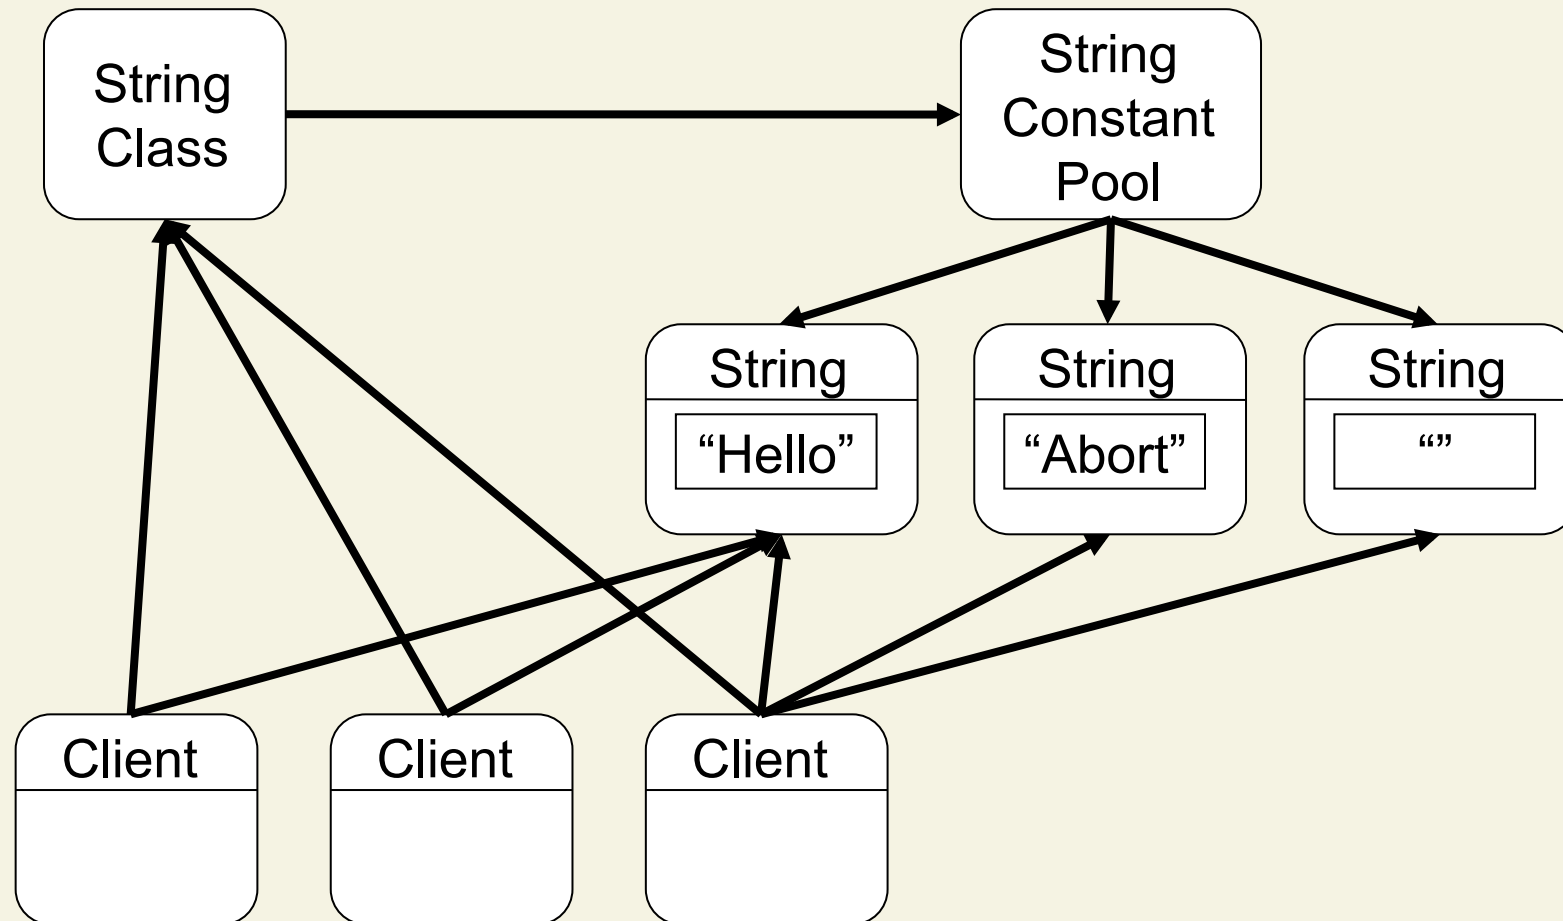 String
Class
String
Constant
Pool
String
String
String
“Hello”
“Abort”
“”
Client
Client
Client